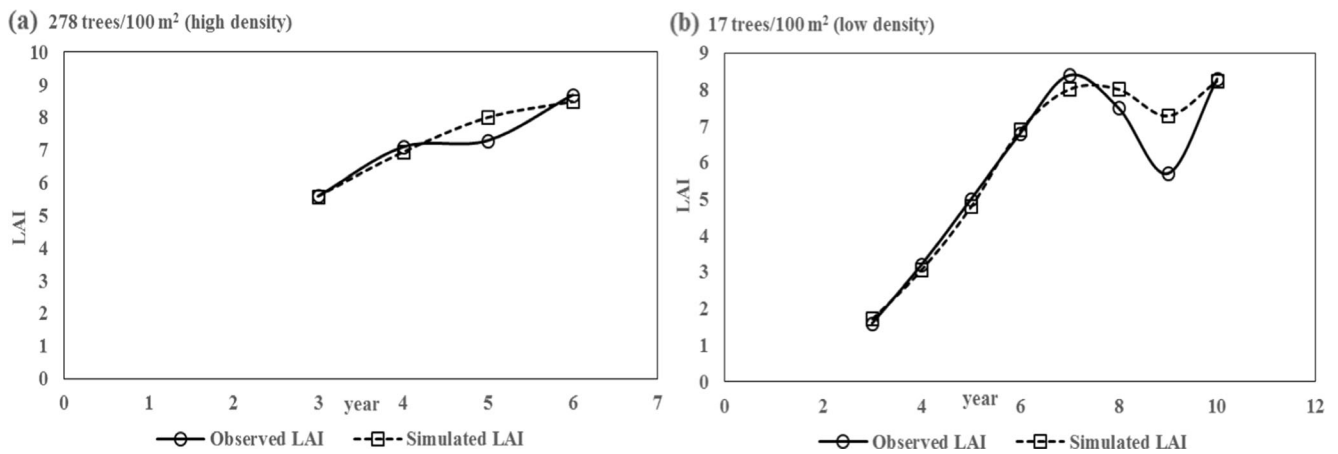 (a) 278 trees/100 m² (high density)
10
9
8
7
6
5
4
3
2
1
0
LAI
0 1 2 3 4 5 6 7
year
Observed LAI Simulated LAI
(b) 17 trees/100 m² (low density)
9
8
7
6
5
4
3
2
1
0
LAI
0 2 4 6 8 10 12
year
Observed LAI Simulated LAI